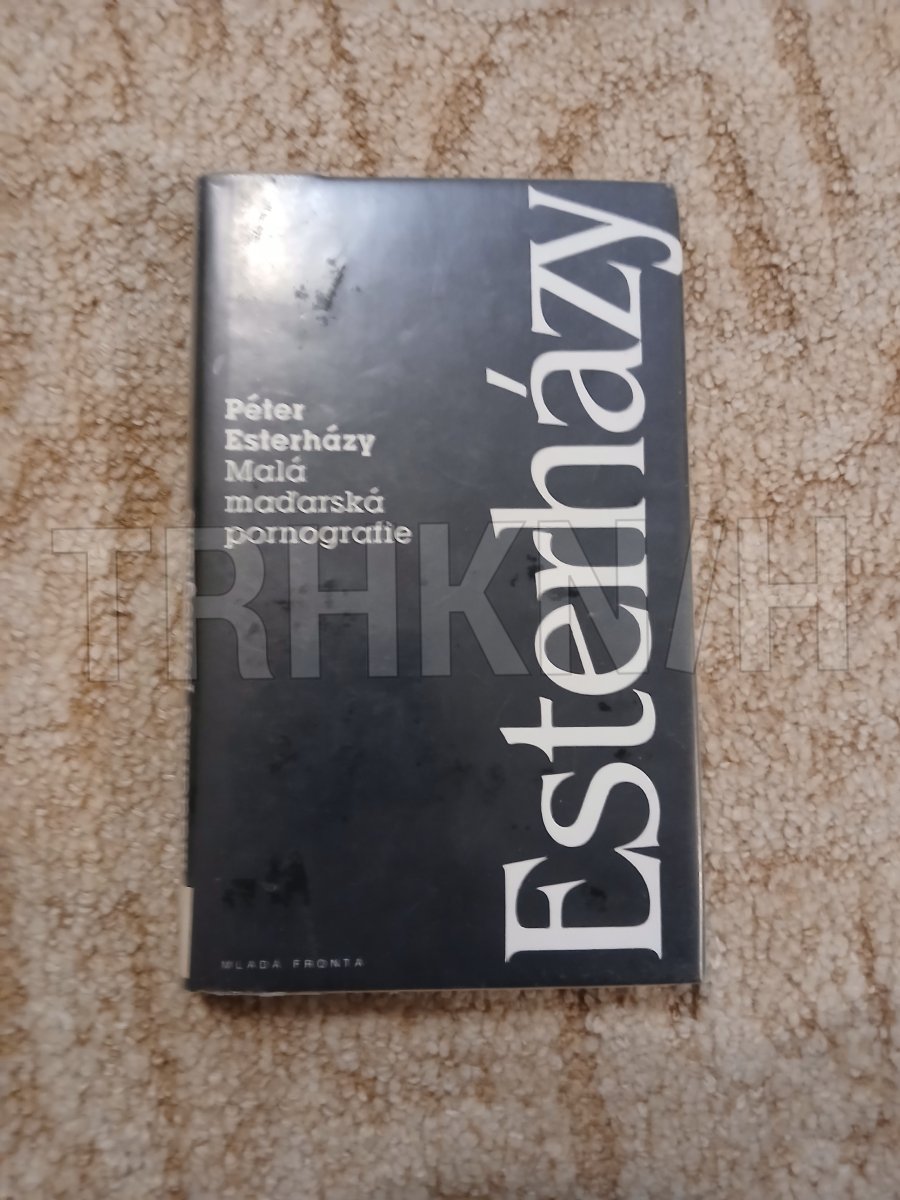 Péter
Esterházy
Malá
maďarská
pornografie
Esterházy
MLADÁ FRONTA
TRHKNIH